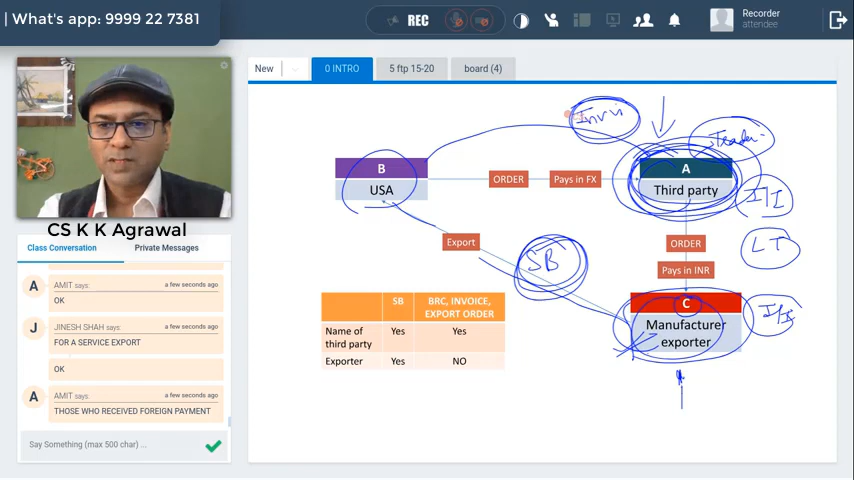 | What's app: 9999 22 7381
REC
Recorder
attendee
New
0 INTRO
5 ftp 15-20
board (4)
CS K K Agrawal
Class Conversation
Private Messages
A
AMIT says:
a few seconds ago
OK
J
JINESH SHAH says:
a few seconds ago
FOR A SERVICE EXPORT
OK
A
AMIT says:
a few seconds ago
THOSE WHO RECEIVED FOREIGN PAYMENT
Say Something (max 500 char) ...
Trader
B
USA
ORDER
Pays in FX
A
Third party
I/I
LT
ORDER
Pays in INR
Export
SB
C
Manufacturer
exporter
SB
BRC, INVOICE,
EXPORT ORDER
Name of
third party
Yes
Yes
Exporter
Yes
NO